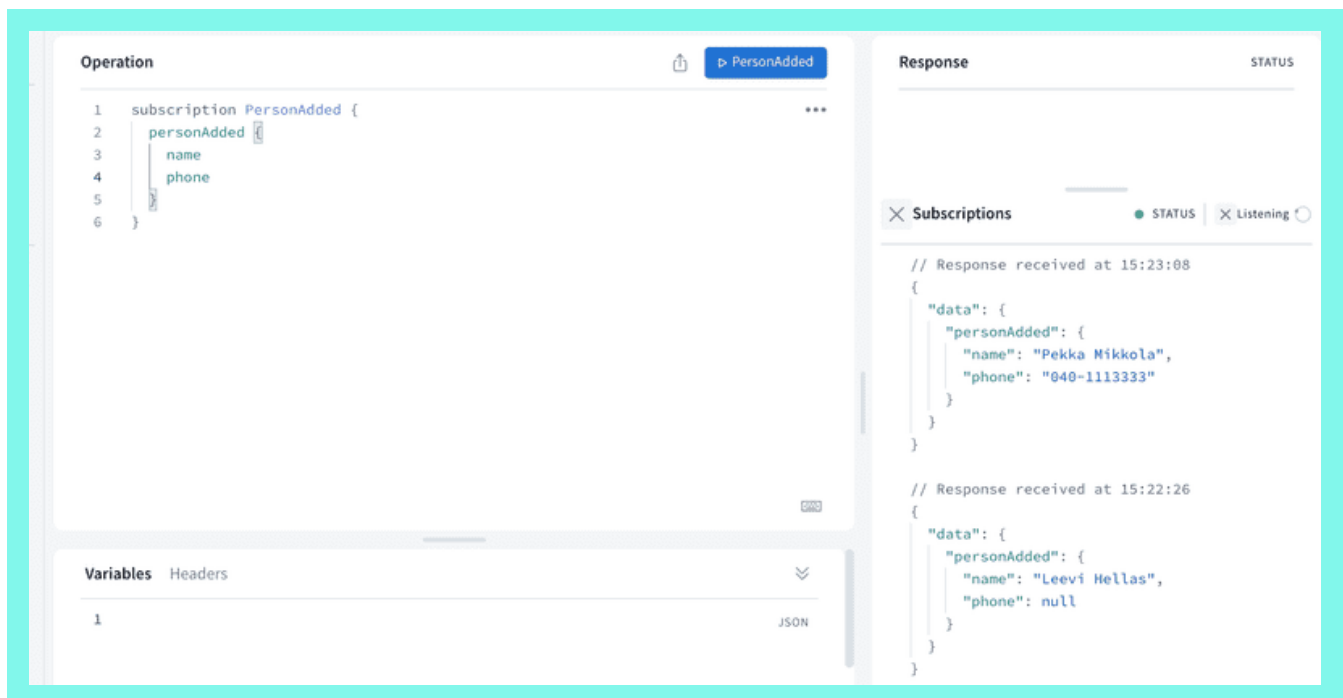 Operation
PersonAdded
1 subscription PersonAdded {
2 personAdded {
3 name
4 phone
5 }
6 }
Variables Headers
1
JSON
Response STATUS
Subscriptions STATUS Listening
// Response received at 15:23:08
{
"data": {
"personAdded": {
"name": "Pekka Mikkola",
"phone": "040-1113333"
}
}
}
// Response received at 15:22:26
{
"data": {
"personAdded": {
"name": "Leevi Hellas",
"phone": null
}
}
}